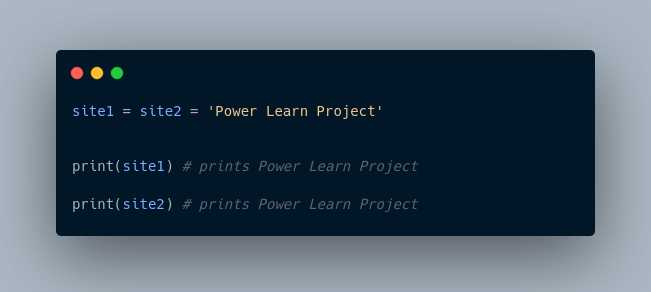 site1 = site2 = 'Power Learn Project'
print(site1) # prints Power Learn Project
print(site2) # prints Power Learn Project